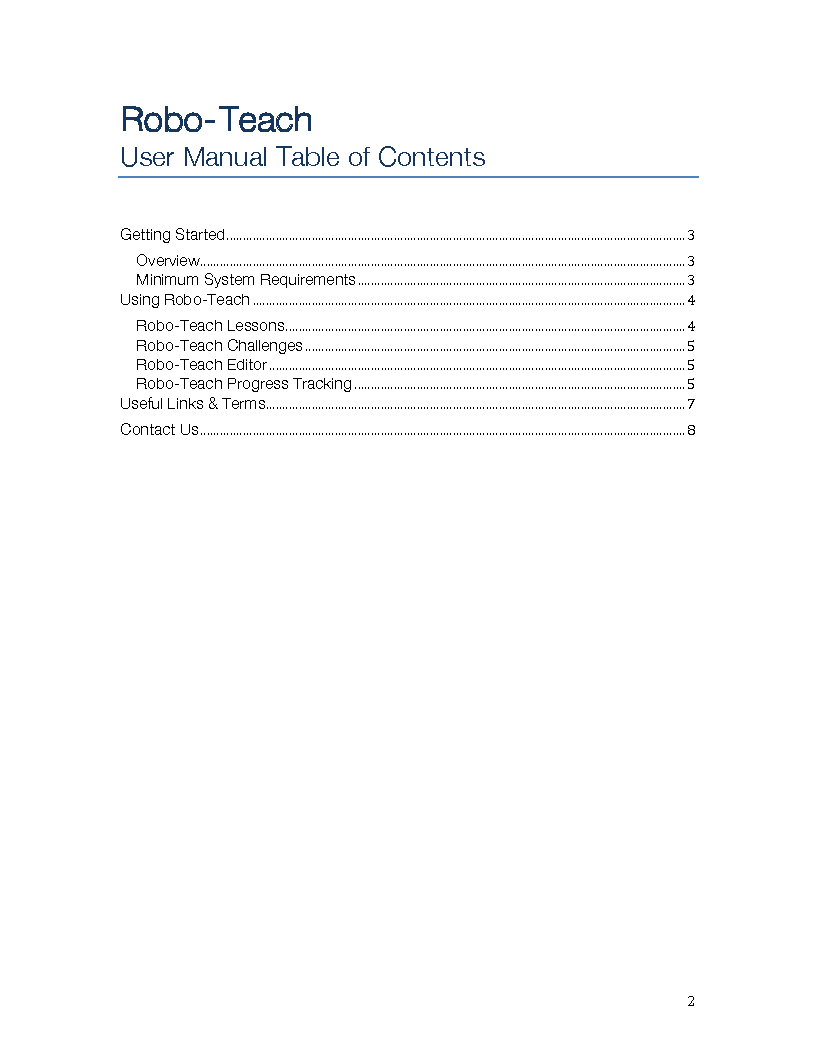 Robo-Teach
User Manual Table of Contents
Getting Started 3
Overview 3
Minimum System Requirements 3
Using Robo-Teach 4
Robo-Teach Lessons 4
Robo-Teach Challenges 5
Robo-Teach Editor 5
Robo-Teach Progress Tracking 5
Useful Links & Terms 7
Contact Us 8
2